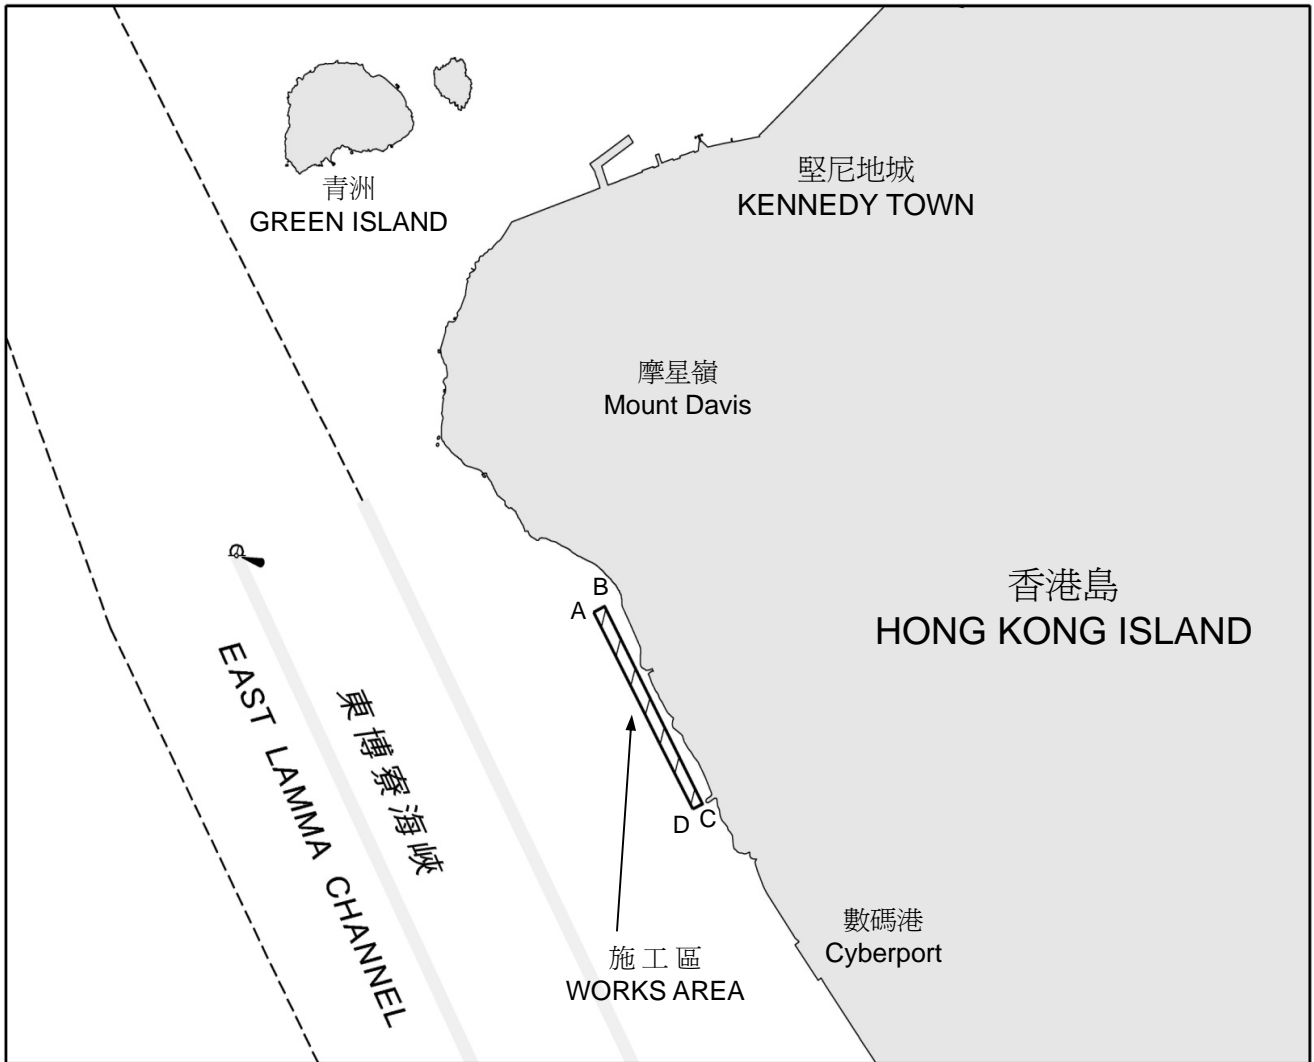 青洲
GREEN ISLAND
堅尼地城
KENNEDY TOWN
摩星嶺
Mount Davis
香港島
HONG KONG ISLAND
B
A
東博寮海峽
EAST LAMMA CHANNEL
D
C
數碼港
Cyberport
施工區
WORKS AREA